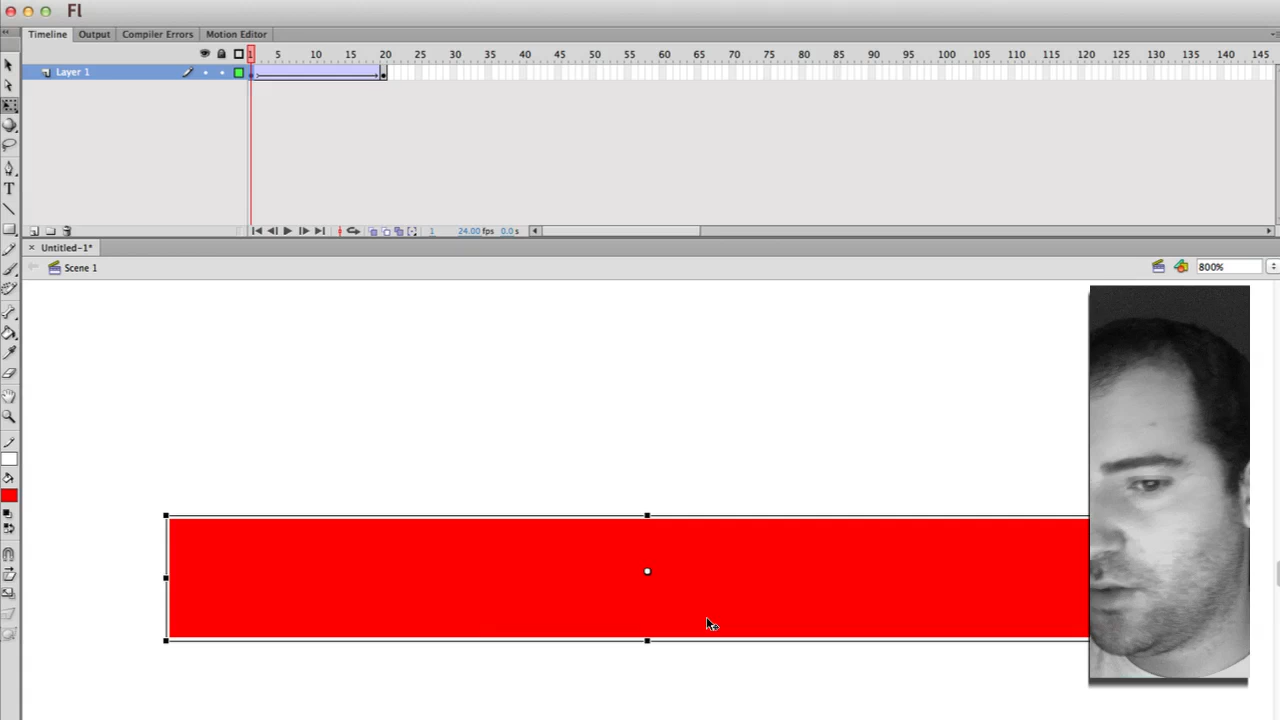 Fl
Timeline Output Compiler Errors Motion Editor
1 5 10 15 20 25 30 35 40 45 50 55 60 65 70 75 80 85 90 95 100 105 110 115 120 125 130 135 140 145
Layer 1
T
1 24.00 fps 0.0 s
Untitled-1*
Scene 1 800%